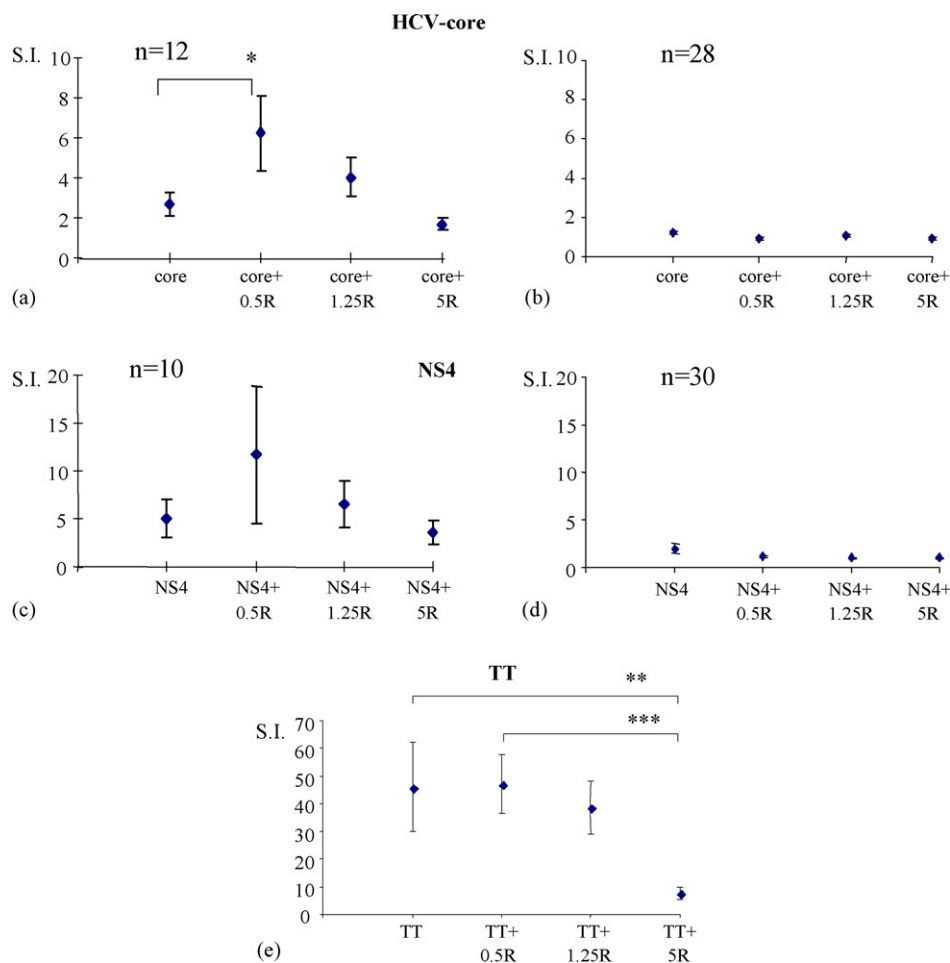 HCV-core
S.I.
n=12
*
10
8
6
4
2
0
core
core+
0.5R
core+
1.25R
core+
5R
(a)
S.I.
n=28
10
8
6
4
2
0
core
core+
0.5R
core+
1.25R
core+
5R
(b)
NS4
S.I.
n=10
20
15
10
5
0
NS4
NS4+
0.5R
NS4+
1.25R
NS4+
5R
(c)
S.I.
n=30
20
15
10
5
0
NS4
NS4+
0.5R
NS4+
1.25R
NS4+
5R
(d)
TT
**
***
S.I.
70
60
50
40
30
20
10
0
TT
TT+
0.5R
TT+
1.25R
TT+
5R
(e)